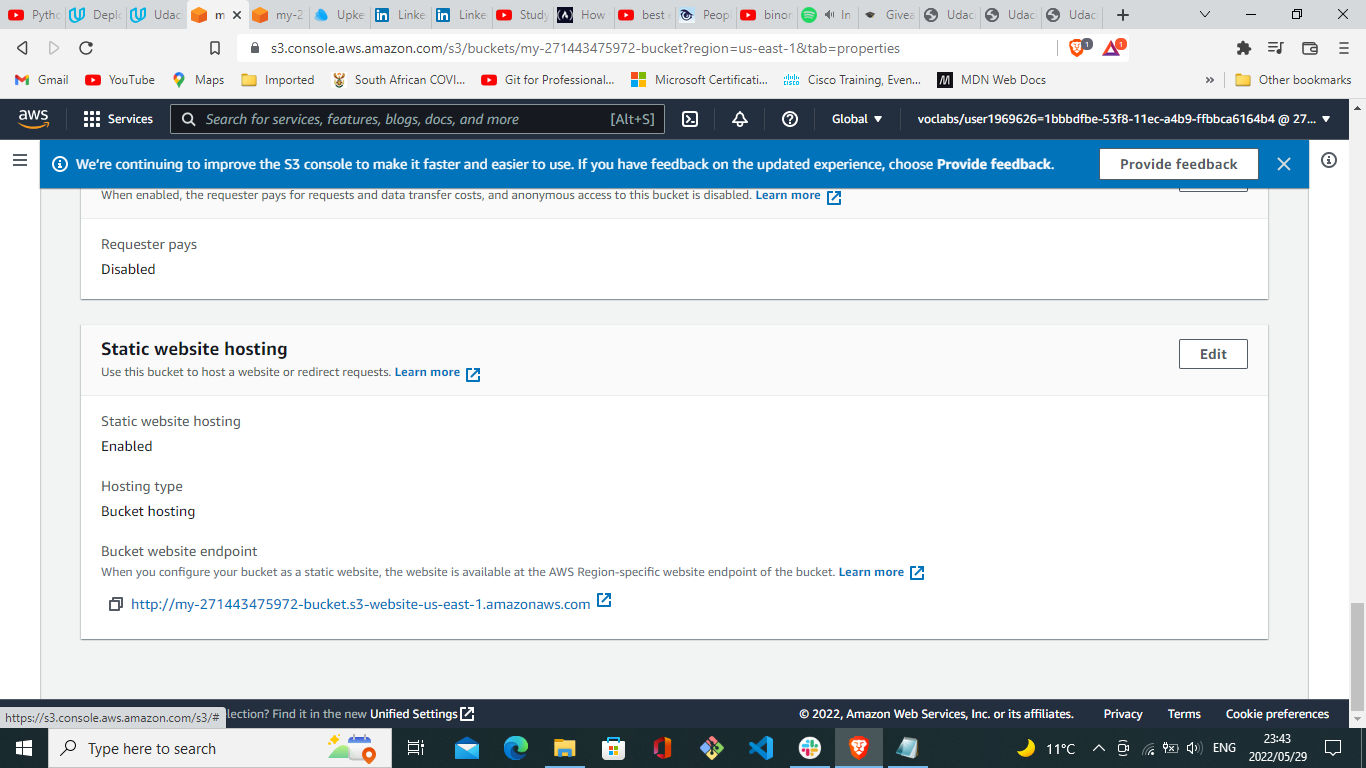 Pytho
Deplo
Udac
m
my-2
Upke
Linke
Linke
Study
How
best
Peop
binor
In
Givea
Udac
Udac
Udac
s3.console.aws.amazon.com/s3/buckets/my-271443475972-bucket?region=us-east-1&tab=properties
1
1
Gmail
YouTube
Maps
Imported
South African COVI...
Git for Professional...
Microsoft Certificati...
Cisco Training, Even...
MDN Web Docs
»
Other bookmarks
aws
Services
Search for services, features, blogs, docs, and more
[Alt+S]
Global
voclabs/user1969626=1bbbdfbe-53f8-11ec-a4b9-ffbbca6164b4 @ 27...
We're continuing to improve the S3 console to make it faster and easier to use. If you have feedback on the updated experience, choose Provide feedback.
Provide feedback
When enabled, the requester pays for requests and data transfer costs, and anonymous access to this bucket is disabled. Learn more
Requester pays
Disabled
Static website hosting
Edit
Use this bucket to host a website or redirect requests. Learn more
Static website hosting
Enabled
Hosting type
Bucket hosting
Bucket website endpoint
When you configure your bucket as a static website, the website is available at the AWS Region-specific website endpoint of the bucket. Learn more
http://my-271443475972-bucket.s3-website-us-east-1.amazonaws.com
https://s3.console.aws.amazon.com/s3/#
lection? Find it in the new Unified Settings
© 2022, Amazon Web Services, Inc. or its affiliates.
Privacy
Terms
Cookie preferences
Type here to search
11°C
ENG
23:43
2022/05/29